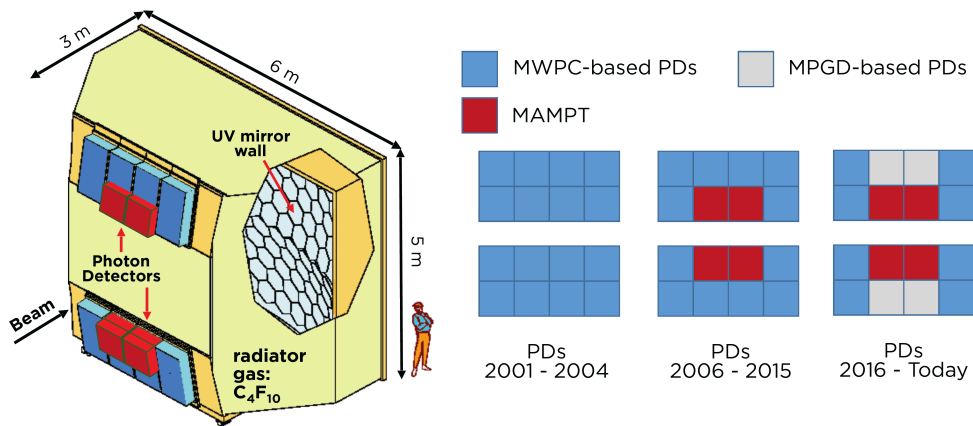 3 m
6 m
UV mirror
wall
5 m
Photon
Detectors
Beam
radiator
gas:
C₄F₁₀
MWPC-based PDs
MPGD-based PDs
MAMPT
PDs
2001 - 2004
PDs
2006 - 2015
PDs
2016 - Today